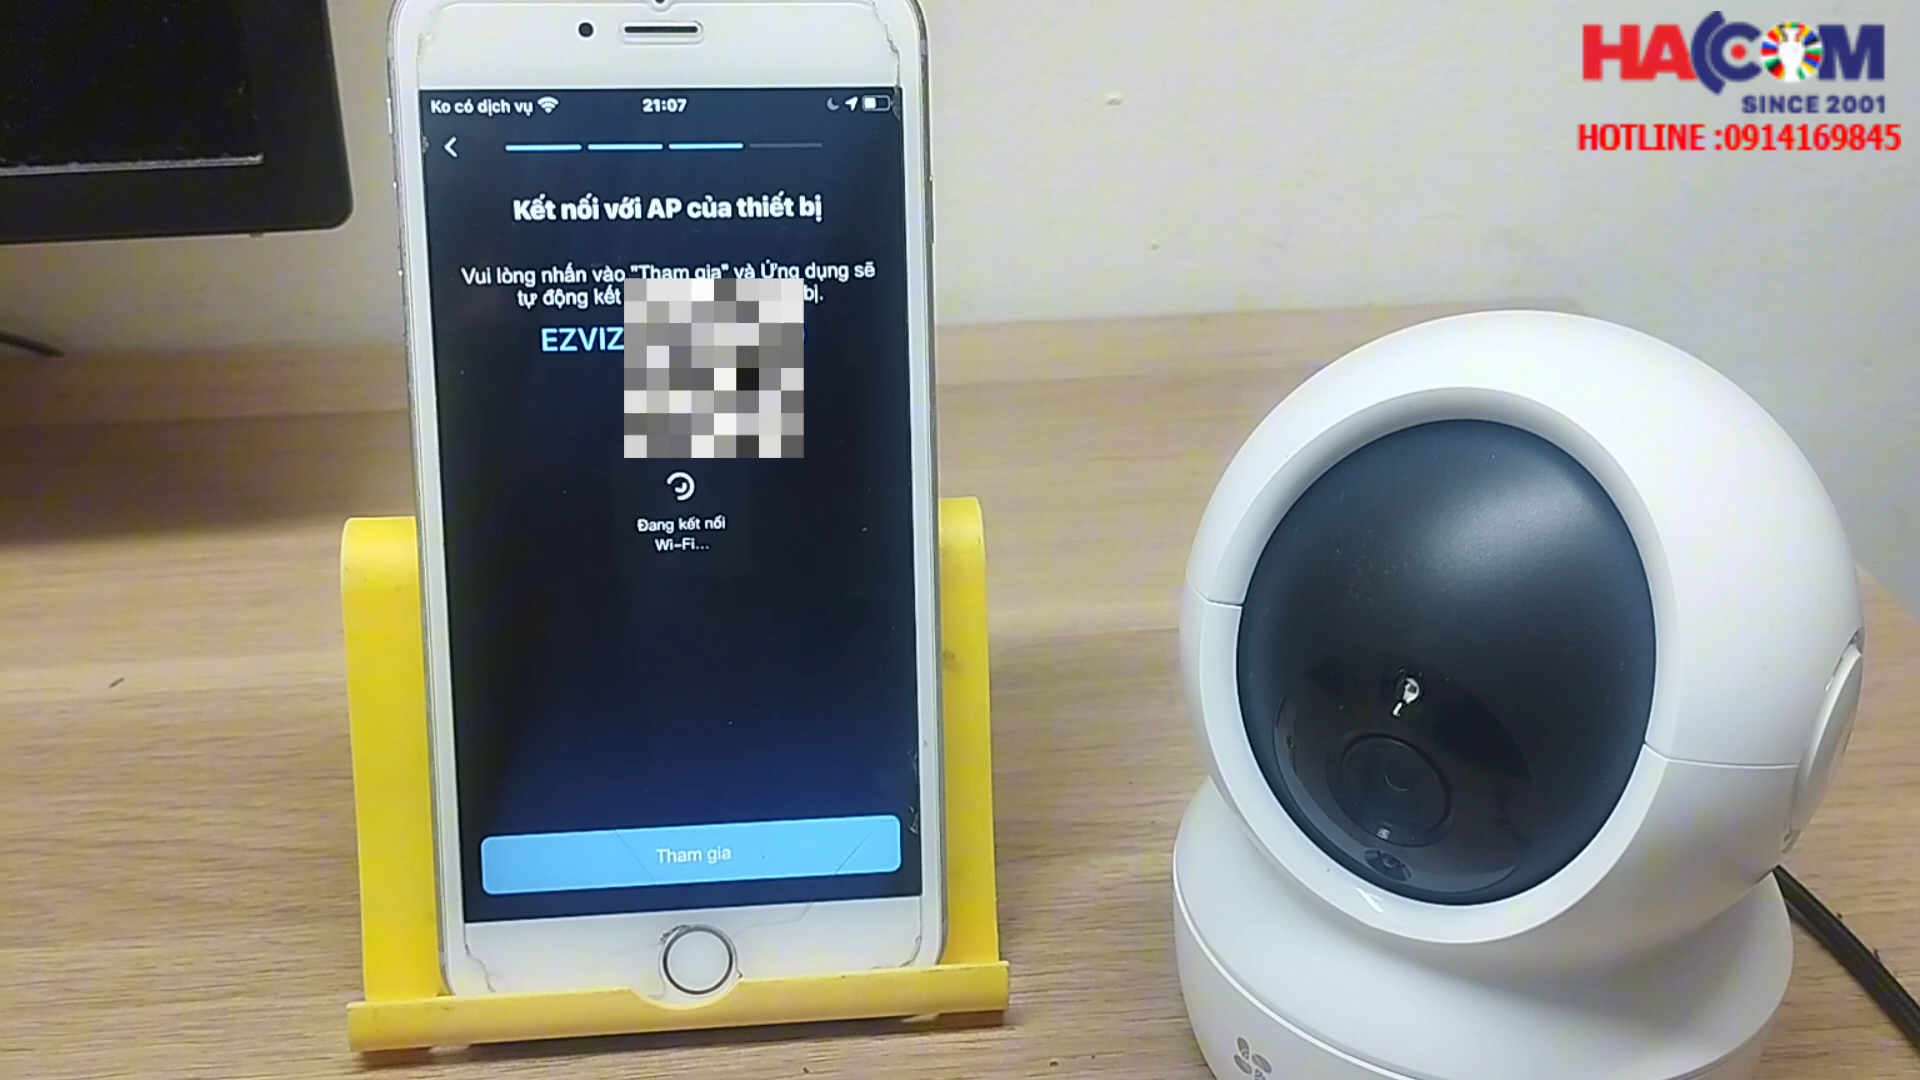 HACOM
SINCE 2001
HOTLINE :0914169845
Ko có dịch vụ
21:07
Kết nối với AP của thiết bị
Vui lòng nhấn vào "Tham gia" và Ứng dụng sẽ
tự động kết bị.
EZVIZ
Đang kết nối
Wi-Fi...
Tham gia